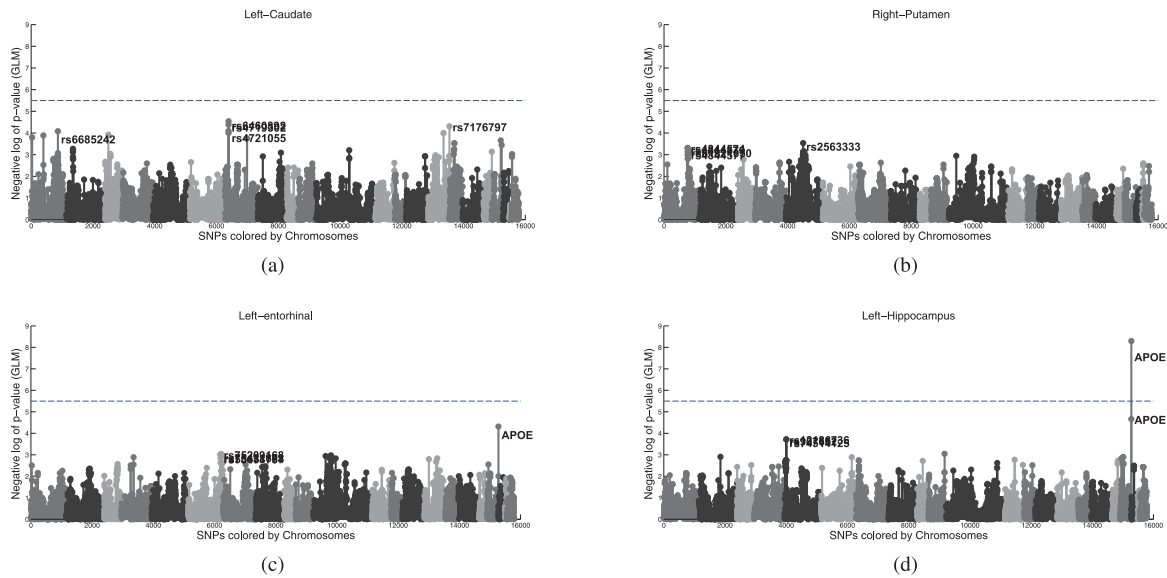 Left–Caudate
Negative log of p–value (GLM)
9
8
7
6
5
4
3
2
1
0
rs6685242
rs4721055
rs7176797
0 2000 4000 6000 8000 10000 12000 14000 16000
SNPs colored by Chromosomes
(a)
Right–Putamen
Negative log of p–value (GLM)
9
8
7
6
5
4
3
2
1
0
rs2563333
0 2000 4000 6000 8000 10000 12000 14000 16000
SNPs colored by Chromosomes
(b)
Left–entorhinal
Negative log of p–value (GLM)
9
8
7
6
5
4
3
2
1
0
APOE
0 2000 4000 6000 8000 10000 12000 14000 16000
SNPs colored by Chromosomes
(c)
Left–Hippocampus
Negative log of p–value (GLM)
9
8
7
6
5
4
3
2
1
0
APOE
APOE
0 2000 4000 6000 8000 10000 12000 14000 16000
SNPs colored by Chromosomes
(d)